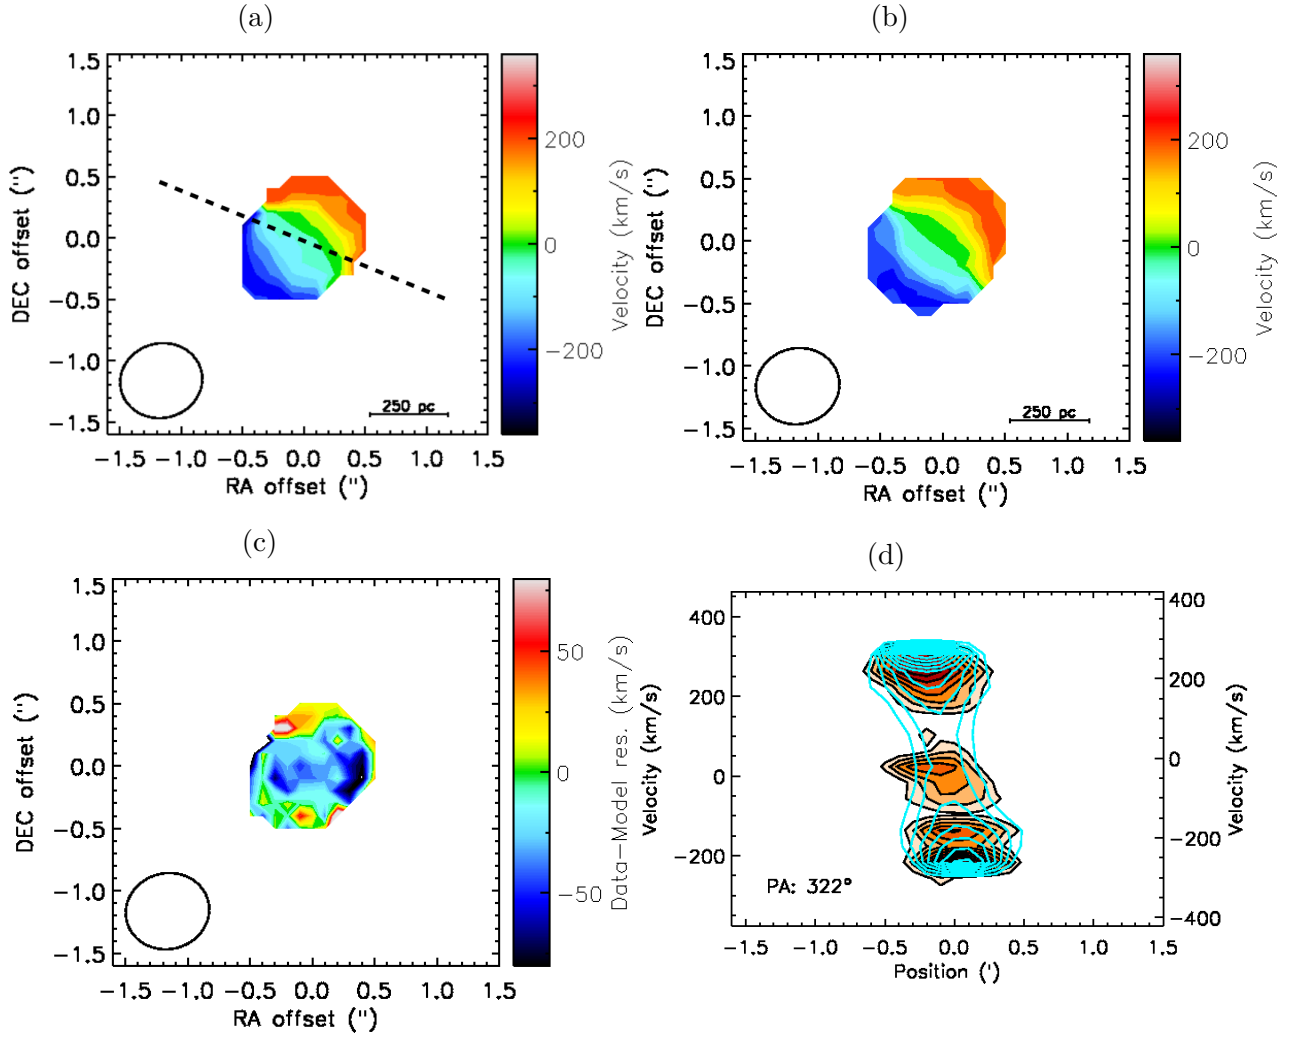 (a)
1.5
1.0
0.5
0.0
−0.5
−1.0
−1.5
DEC offset (")
−1.5 −1.0 −0.5 0.0 0.5 1.0 1.5
RA offset (")
250 pc
200
0
−200
Velocity (km/s)
(b)
1.5
1.0
0.5
0.0
−0.5
−1.0
−1.5
DEC offset (")
−1.5 −1.0 −0.5 0.0 0.5 1.0 1.5
RA offset (")
250 pc
200
0
−200
Velocity (km/s)
(c)
1.5
1.0
0.5
0.0
−0.5
−1.0
−1.5
DEC offset (")
−1.5 −1.0 −0.5 0.0 0.5 1.0 1.5
RA offset (")
50
0
−50
Data−Model res. (km/s)
(d)
400
200
0
−200
Velocity (km/s)
PA: 322°
−1.5 −1.0 −0.5 0.0 0.5 1.0 1.5
Position (')
400
200
0
−200
−400
Velocity (km/s)